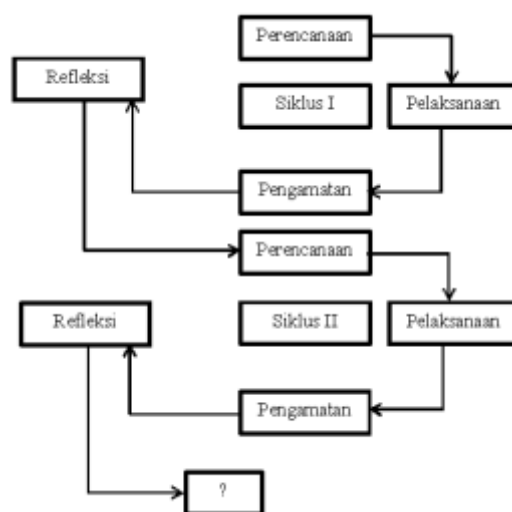 Perencanaan
Refleksi
Siklus I
Pelaksanaan
Pengamatan
Perencanaan
Refleksi
Siklus II
Pelaksanaan
Pengamatan
?